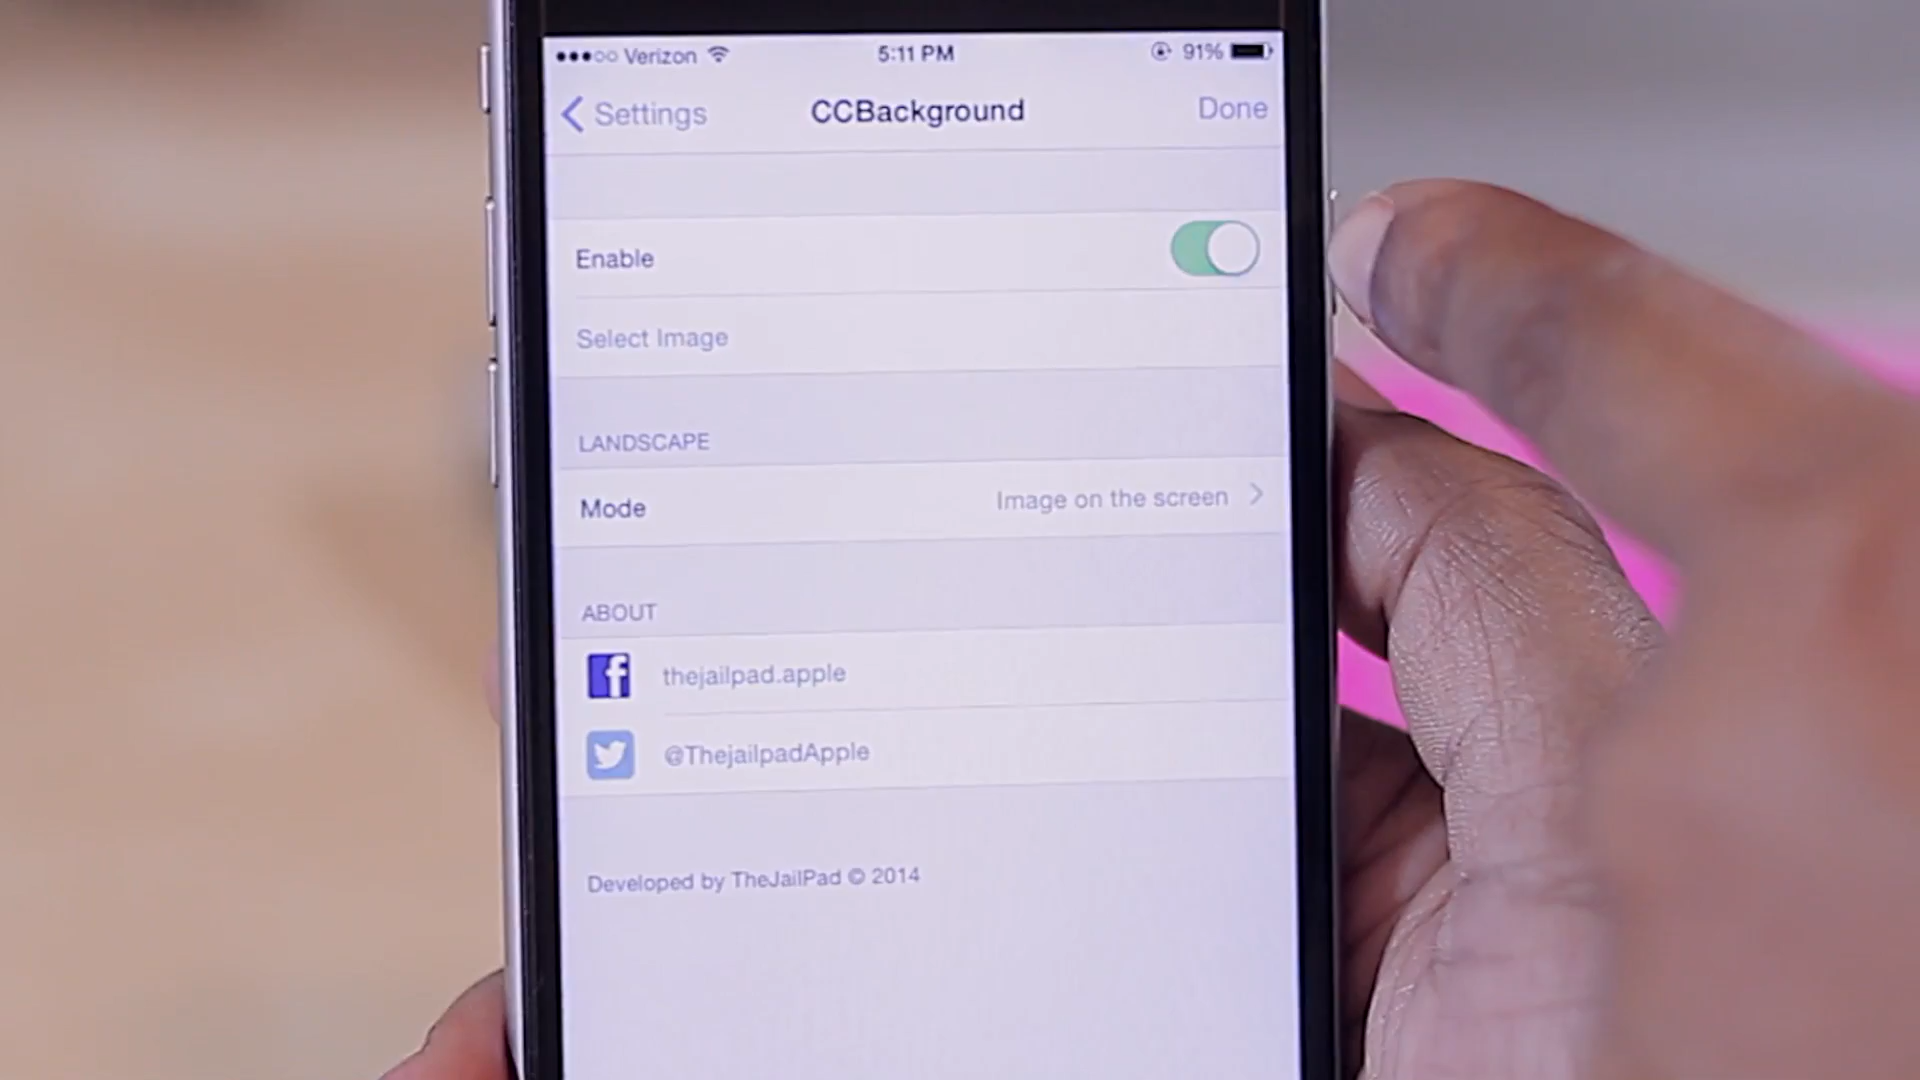 Verizon 5:11 PM 91%
Settings CCBackground Done
Enable
Select Image
LANDSCAPE
Mode Image on the screen
ABOUT
f thejailpad.apple
@ThejailpadApple
Developed by TheJailPad © 2014